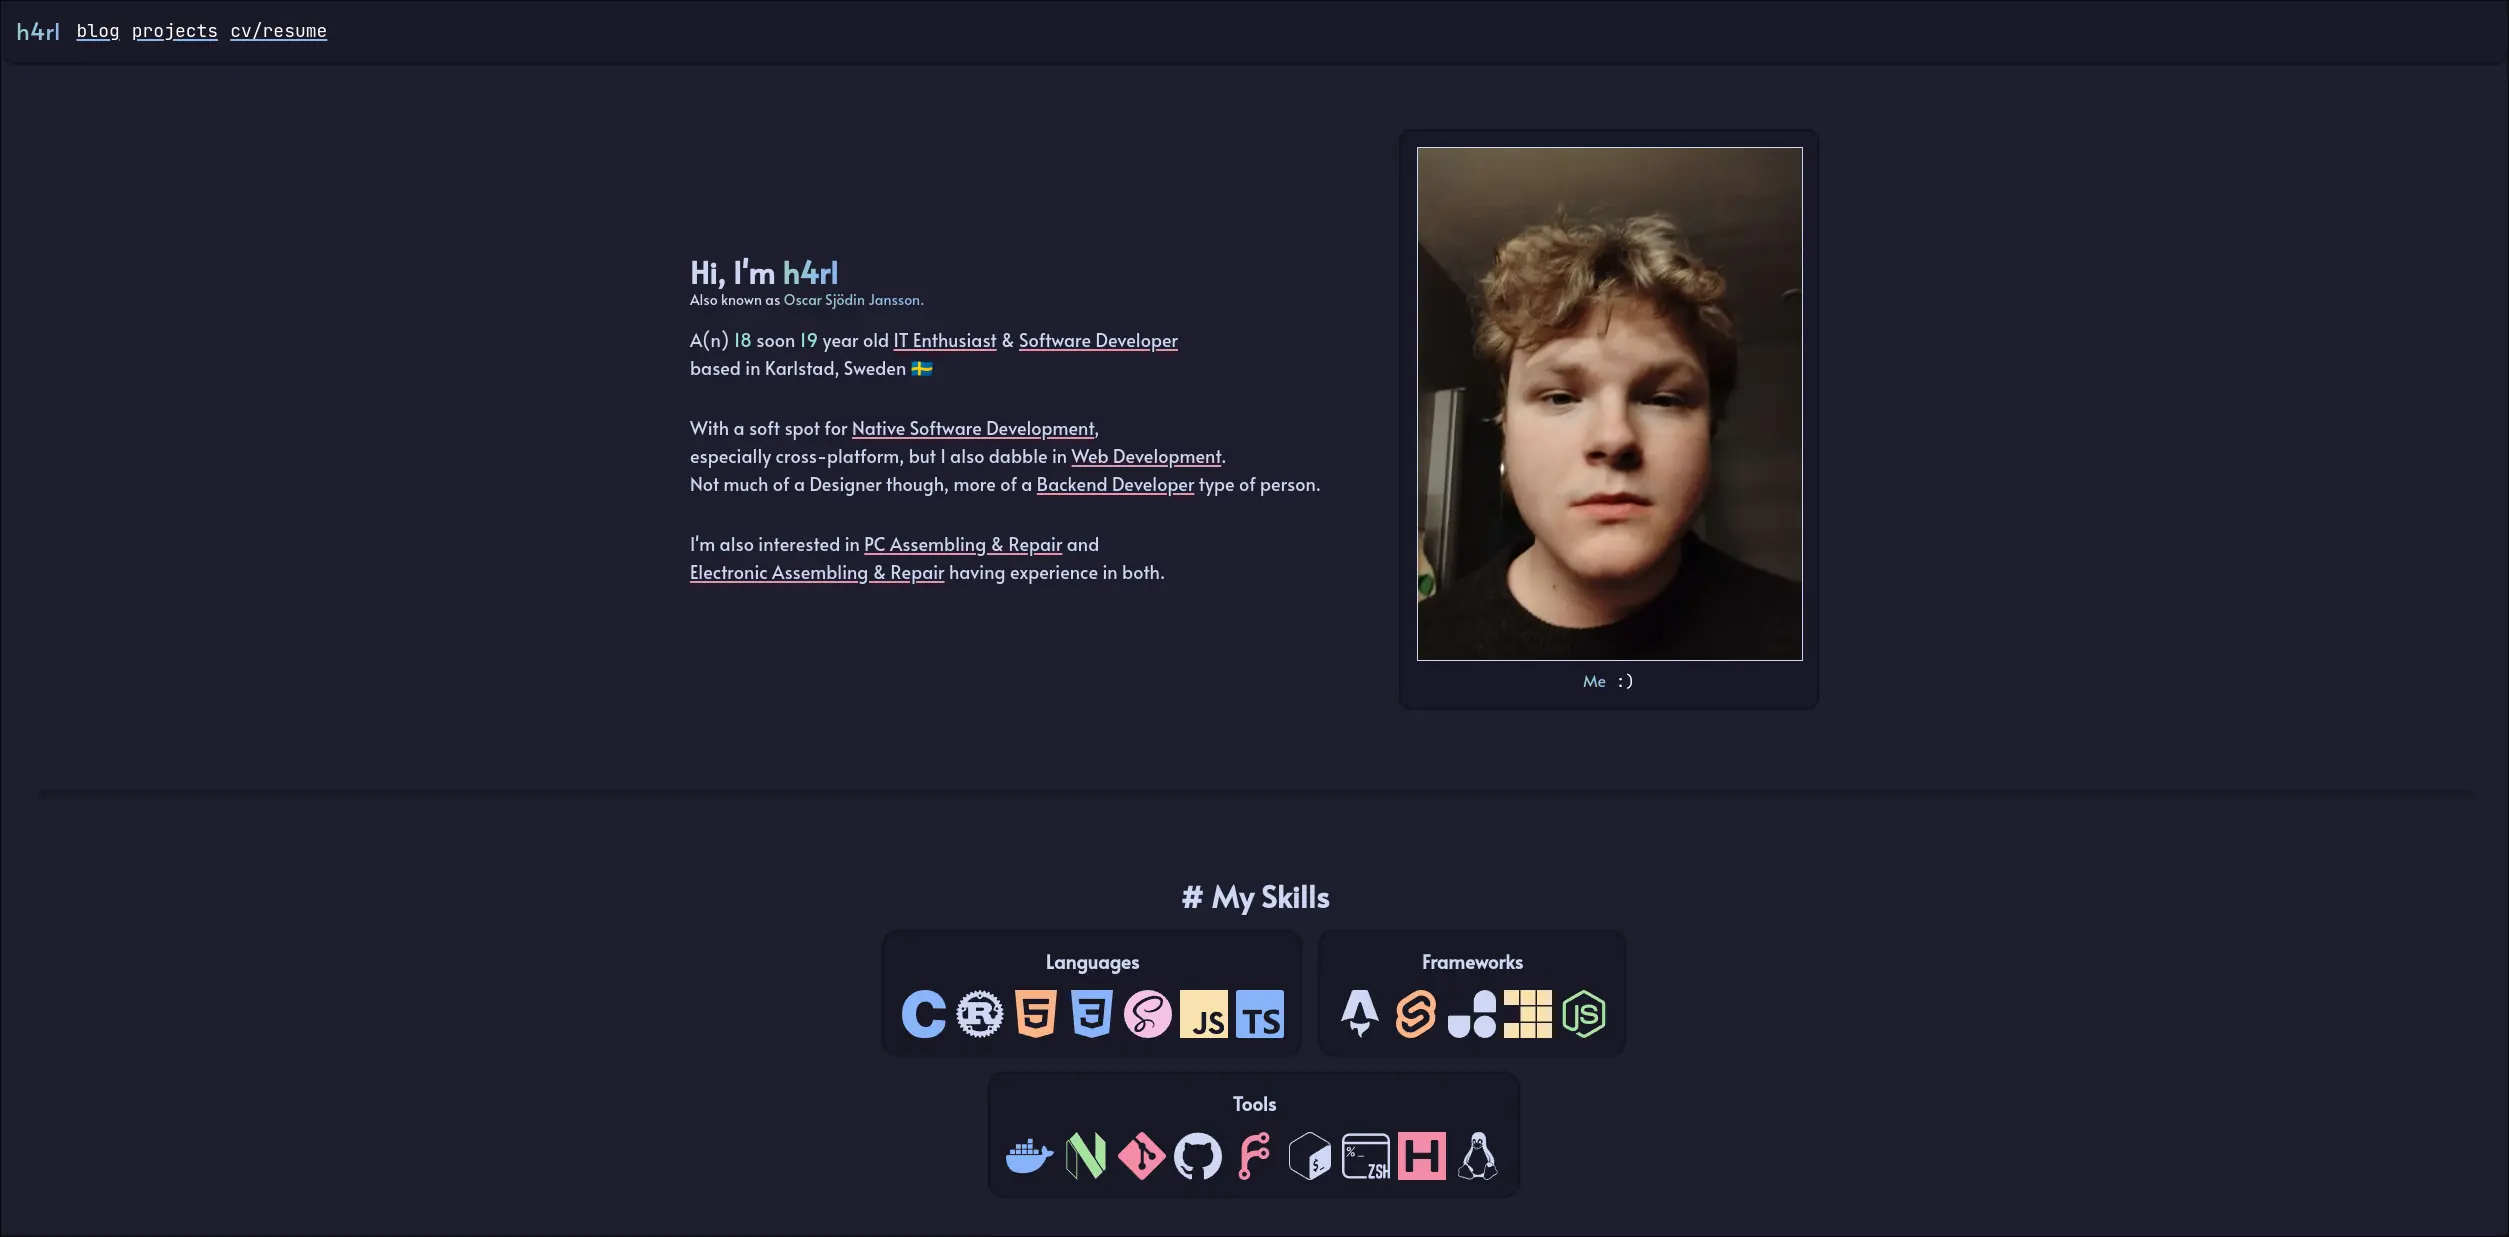 h4rl blog projects cv/resume
Hi, I'm h4rl
Also known as Oscar Sjödin Jansson.
A(n) 18 soon 19 year old IT Enthusiast & Software Developer
based in Karlstad, Sweden 🇸🇪
With a soft spot for Native Software Development,
especially cross-platform, but I also dabble in Web Development.
Not much of a Designer though, more of a Backend Developer type of person.
I'm also interested in PC Assembling & Repair and
Electronic Assembling & Repair having experience in both.
Me :)
# My Skills
Languages
C R 5 3 S JS TS
Frameworks
JS
Tools
$_ %_ ZSH H